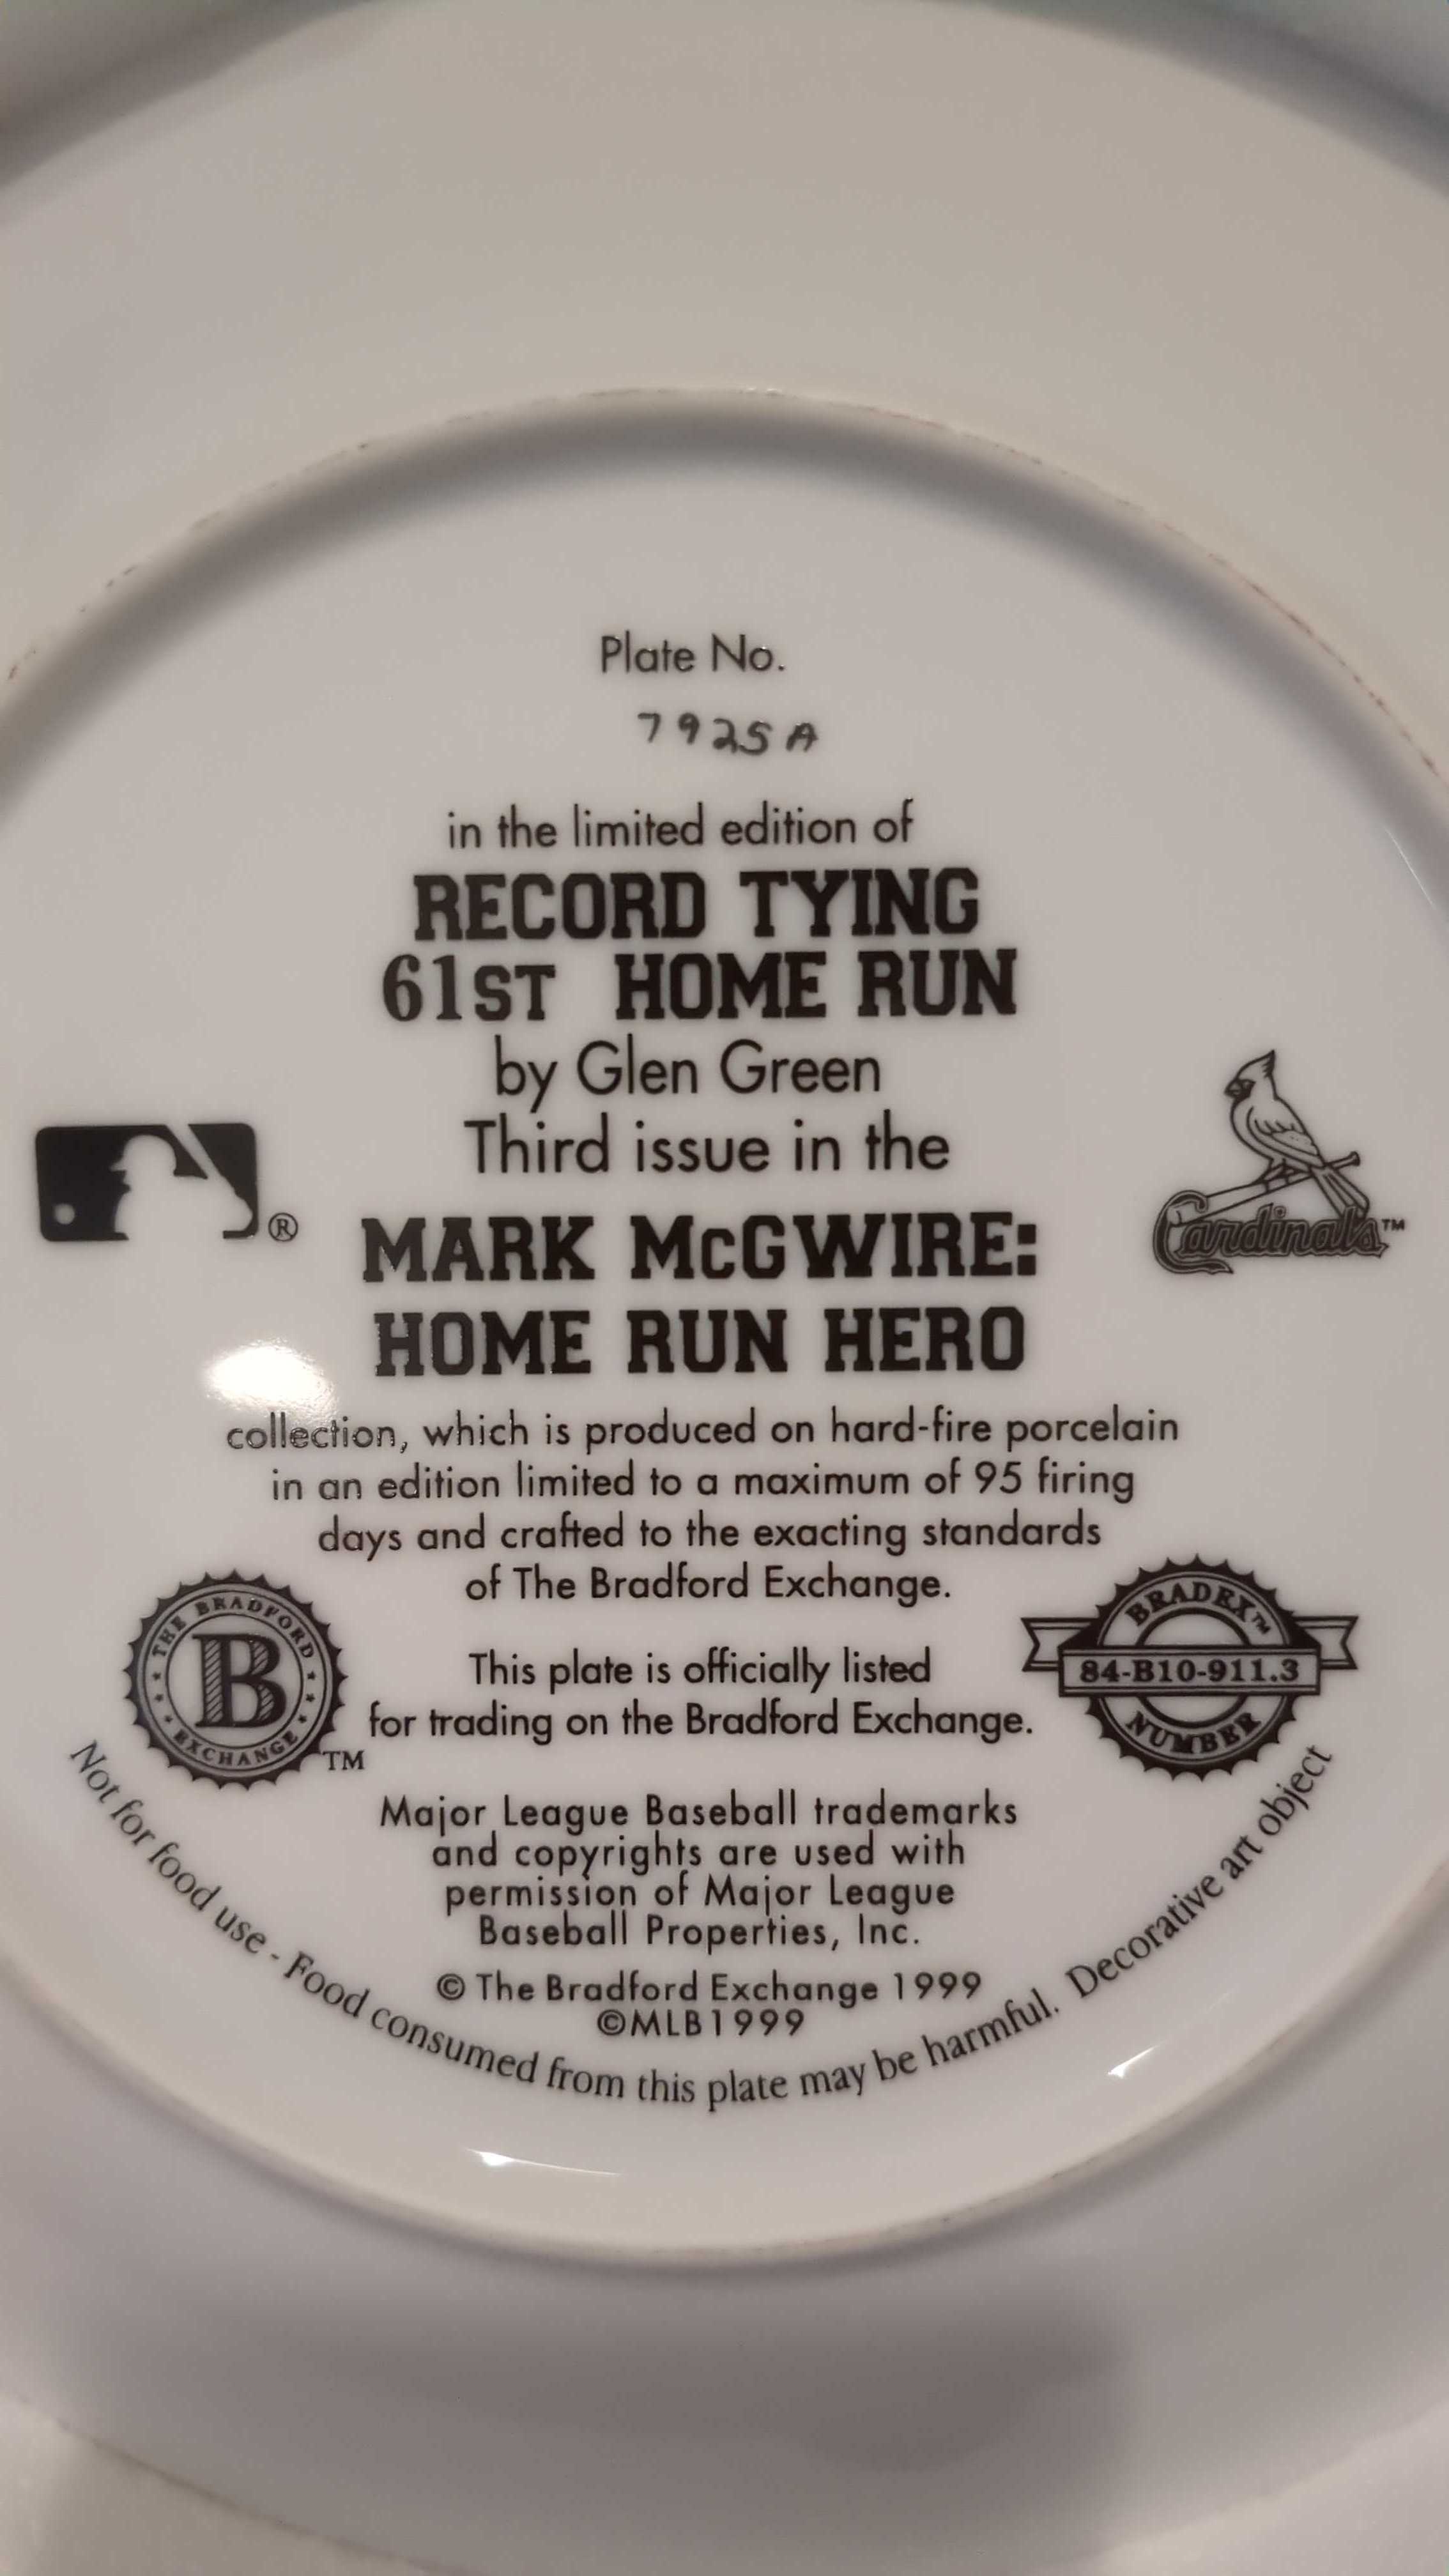 Plate No.
7925A
in the limited edition of
RECORD TYING
61ST HOME RUN
by Glen Green
Third issue in the
MARK McGWIRE:
HOME RUN HERO
®
Cardinals™
collection, which is produced on hard-fire porcelain
in an edition limited to a maximum of 95 firing
days and crafted to the exacting standards
of The Bradford Exchange.
THE BRADFORD
B
EXCHANGE
TM
This plate is officially listed
for trading on the Bradford Exchange.
BRADEX™
84-B10-911.3
NUMBER
Major League Baseball trademarks
and copyrights are used with
permission of Major League
Baseball Properties, Inc.
© The Bradford Exchange 1999
©MLB1999
Not for food use - Food consumed from this plate may be harmful. Decorative art object